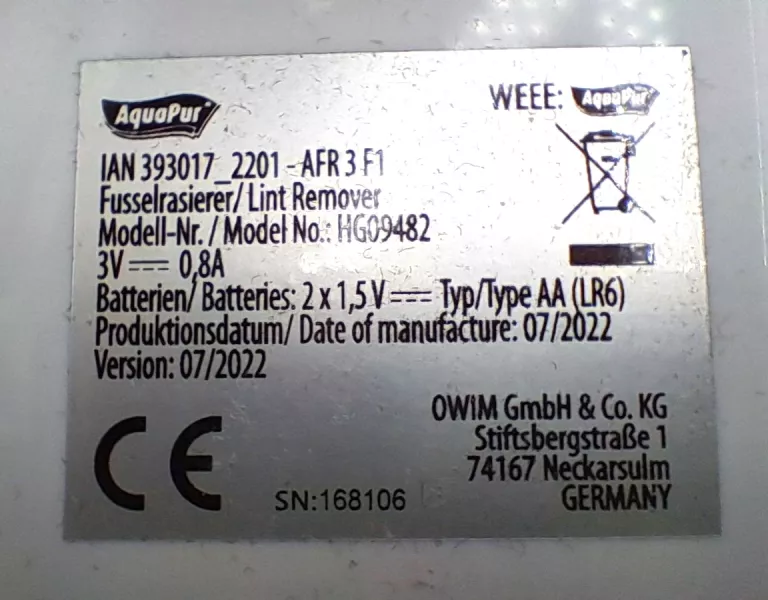 AquaPur®
WEEE: AquaPur
IAN 393017_2201 - AFR 3 F1
Fusselrasierer/ Lint Remover
Modell-Nr. / Model No.: HG09482
3V ⎓ 0,8A
Batterien/ Batteries: 2 x 1,5 V ⎓ Typ/Type AA (LR6)
Produktionsdatum/ Date of manufacture: 07/2022
Version: 07/2022
OWIM GmbH & Co. KG
Stiftsbergstraße 1
74167 Neckarsulm
GERMANY
CE
SN:168106